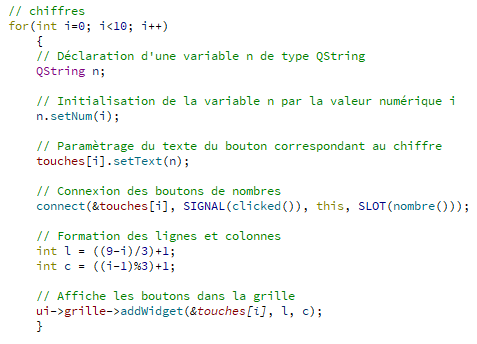 // chiffres
for(int i=0; i<10; i++)
{
// Déclaration d'une variable n de type QString
QString n;
// Initialisation de la variable n par la valeur numérique i
n.setNum(i);
// Paramètrage du texte du bouton correspondant au chiffre
touches[i].setText(n);
// Connexion des boutons de nombres
connect(&touches[i], SIGNAL(clicked()), this, SLOT(nombre()));
// Formation des lignes et colonnes
int l = ((9-i)/3)+1;
int c = ((i-1)%3)+1;
// Affiche les boutons dans la grille
ui->grille->addWidget(&touches[i], l, c);
}